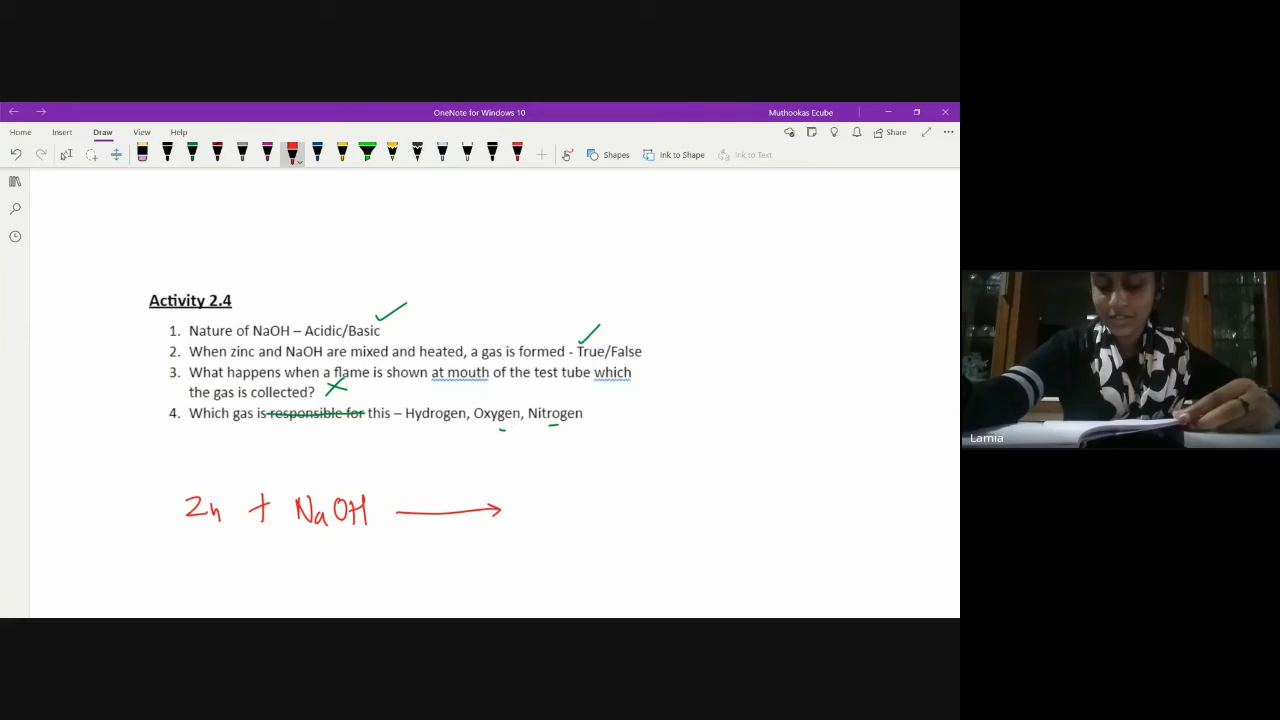 OneNote for Windows 10
Muthookas Ecube
Home Insert Draw View Help
Share
Shapes Ink to Shape Ink to Text
Activity 2.4
1. Nature of NaOH – Acidic/Basic
2. When zinc and NaOH are mixed and heated, a gas is formed - True/False
3. What happens when a flame is shown at mouth of the test tube which
the gas is collected?
4. Which gas is responsible for this – Hydrogen, Oxygen, Nitrogen
Zn + NaOH →
Lamia